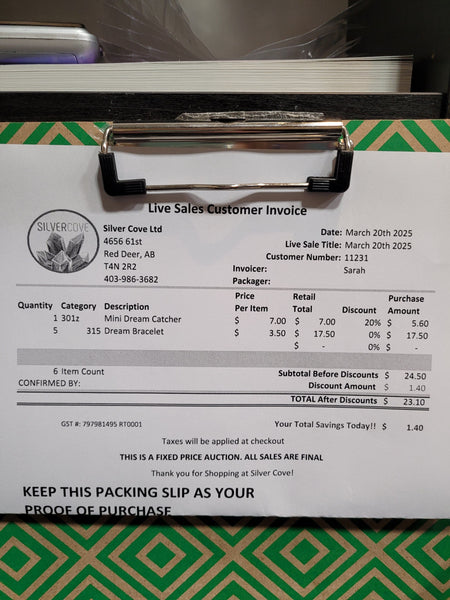 Live Sales Customer Invoice
SILVERCOVE
Silver Cove Ltd
4656 61st
Red Deer, AB
T4N 2R2
403-986-3682
Date: March 20th 2025
Live Sale Title: March 20th 2025
Customer Number: 11231
Invoicer: Sarah
Packager:
Quantity Category Description Price Per Item Retail Total Discount Purchase Amount
1 301z Mini Dream Catcher $ 7.00 $ 7.00 20% $ 5.60
5 315 Dream Bracelet $ 3.50 $ 17.50 0% $ 17.50
$ - 0% $ -
6 Item Count Subtotal Before Discounts $ 24.50
CONFIRMED BY: Discount Amount $ 1.40
TOTAL After Discounts $ 23.10
GST #: 797981495 RT0001 Your Total Savings Today!! $ 1.40
Taxes will be applied at checkout
THIS IS A FIXED PRICE AUCTION. ALL SALES ARE FINAL
Thank you for Shopping at Silver Cove!
KEEP THIS PACKING SLIP AS YOUR
PROOF OF PURCHASE